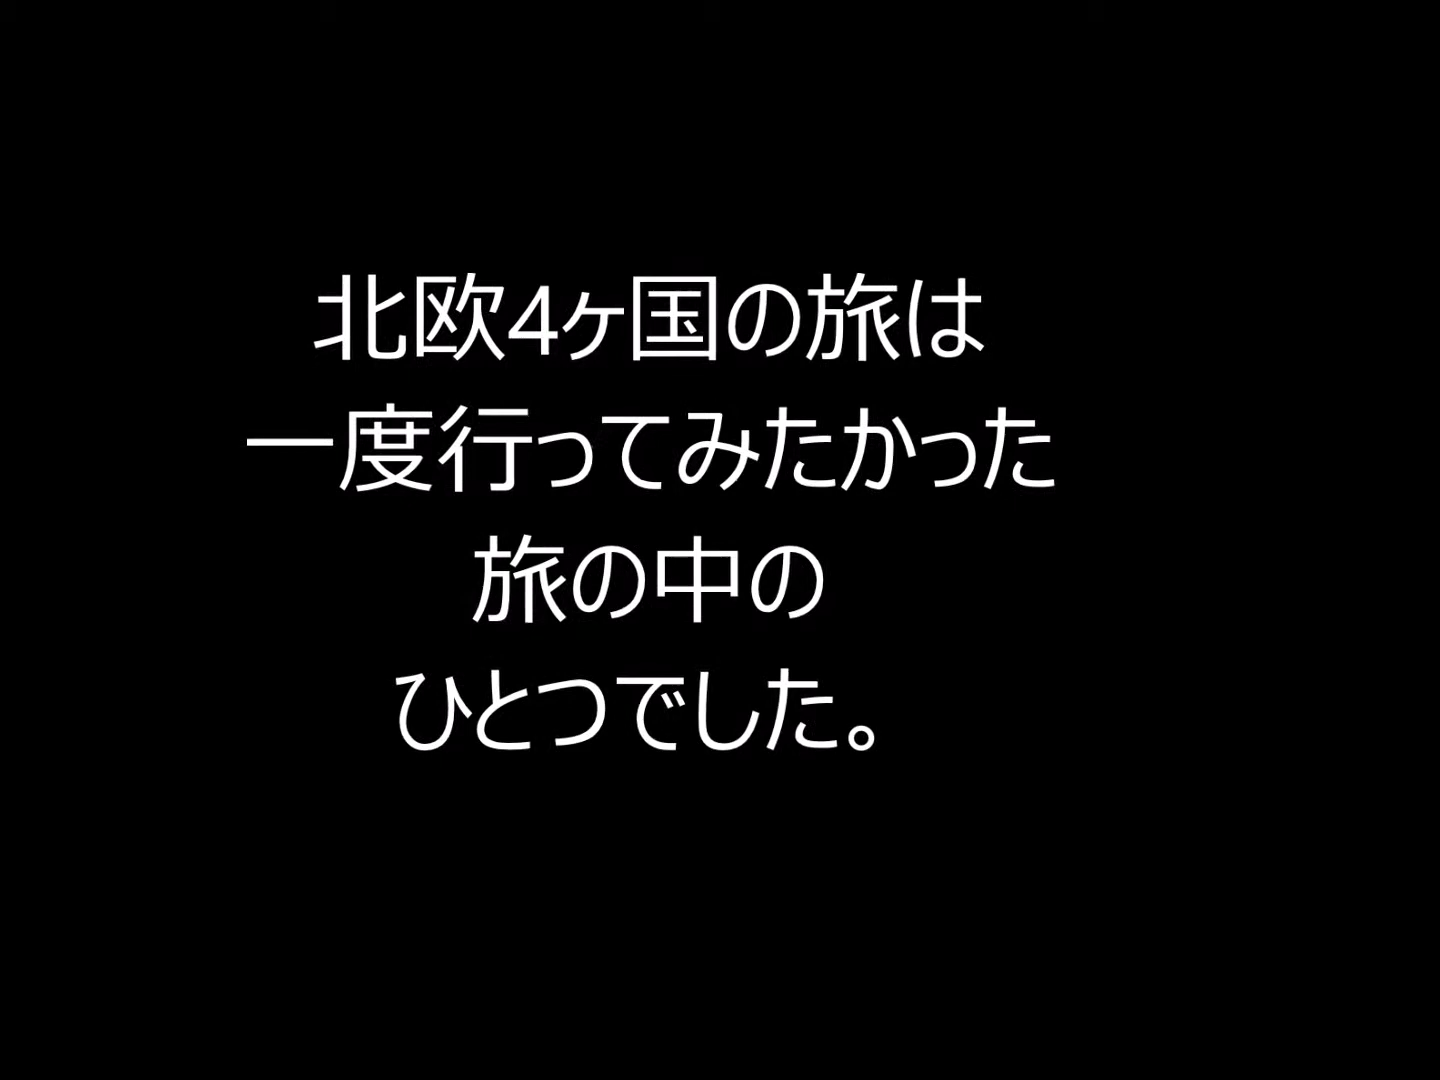 北欧4ヶ国の旅は
一度行ってみたかった
旅の中の
ひとつでした。